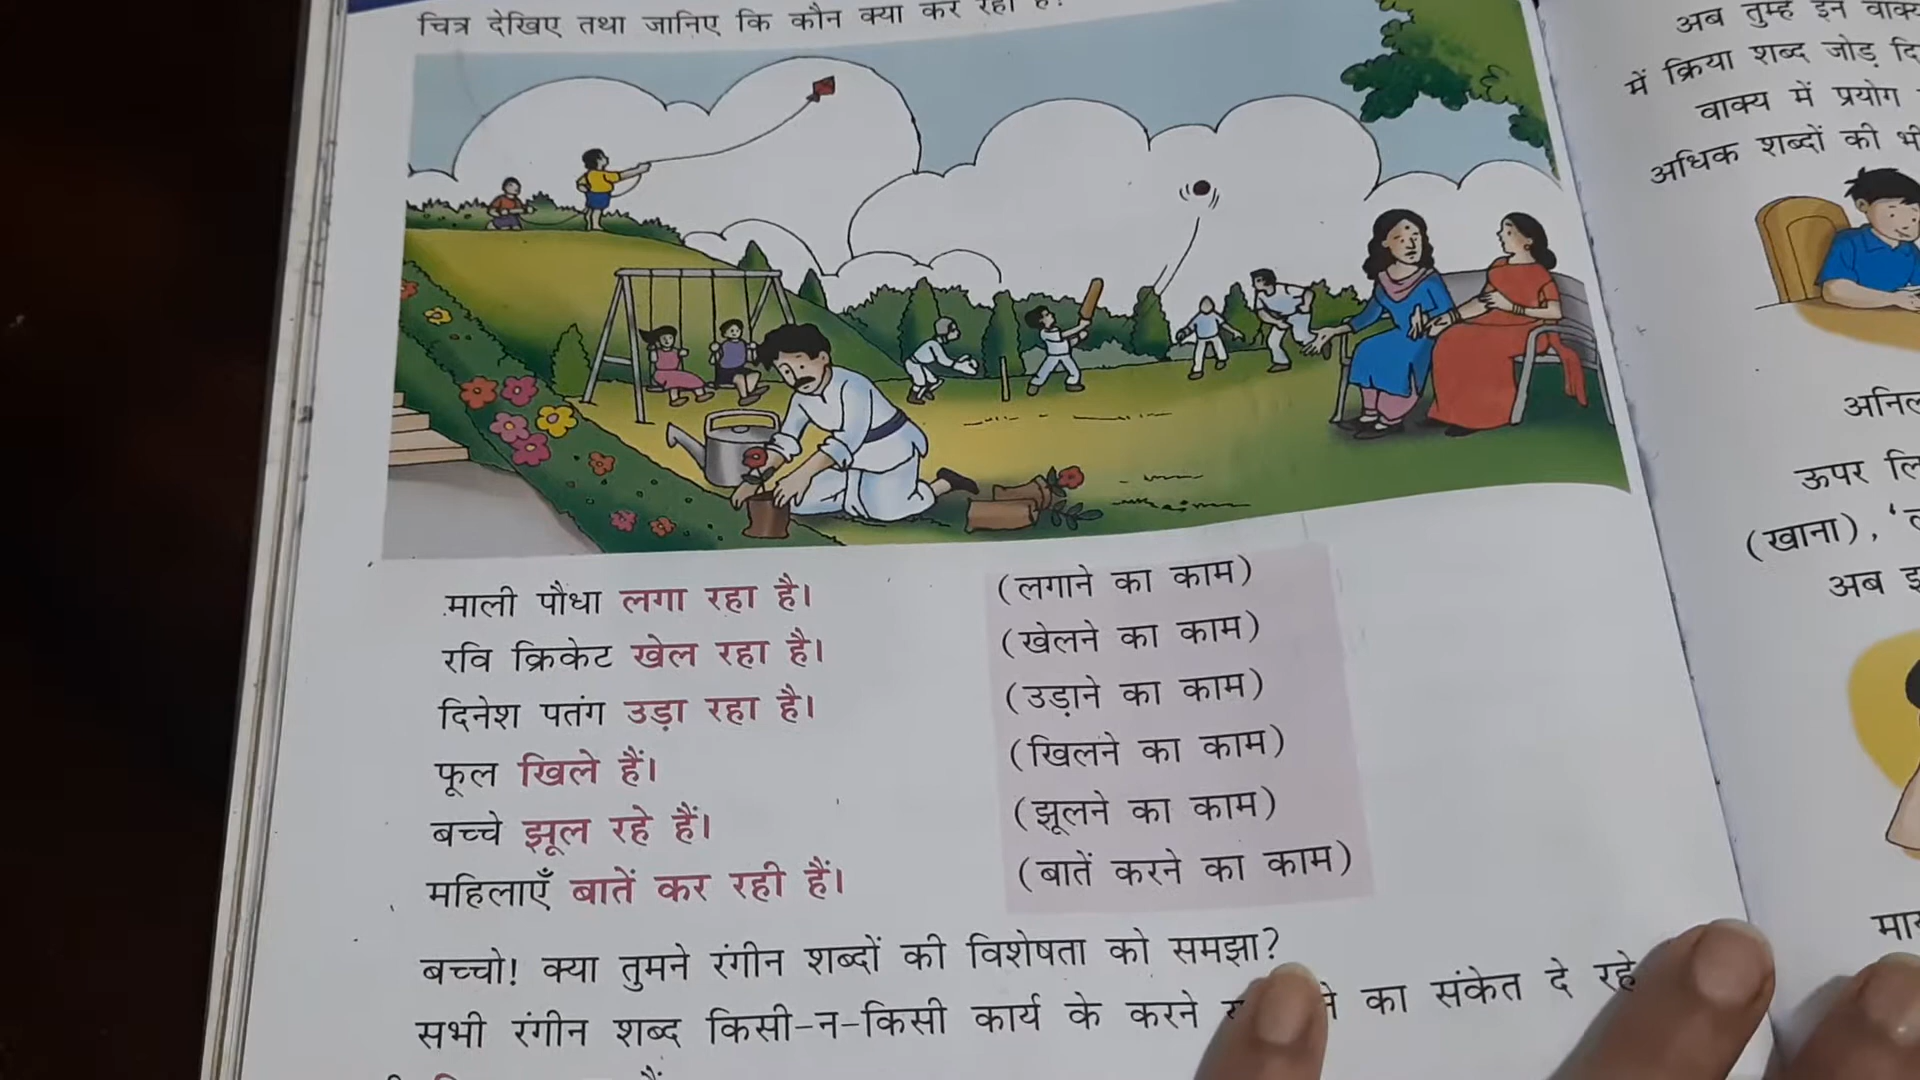 चित्र देखिए तथा जानिए कि कौन क्या कर रहा है:
माली पौधा लगा रहा है। (लगाने का काम)
रवि क्रिकेट खेल रहा है। (खेलने का काम)
दिनेश पतंग उड़ा रहा है। (उड़ाने का काम)
फूल खिले हैं। (खिलने का काम)
बच्चे झूल रहे हैं। (झूलने का काम)
महिलाएँ बातें कर रही हैं। (बातें करने का काम)
बच्चो! क्या तुमने रंगीन शब्दों की विशेषता को समझा?
सभी रंगीन शब्द किसी-न-किसी कार्य के करने का संकेत दे रहे
अब तुम्हें इन
में क्रिया शब्द जोड़
वाक्य में प्रयोग
अधिक शब्दों की
ऊपर
(खाना),
अब